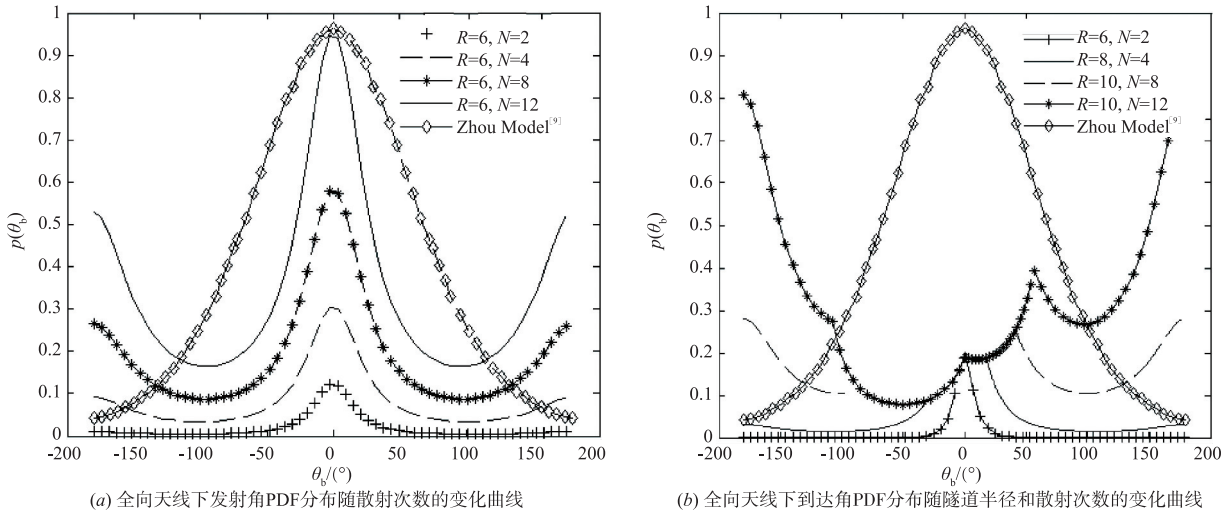 1
0.9
0.8
0.7
0.6
0.5
0.4
0.3
0.2
0.1
0
p(θb)
-200 -150 -100 -50 0 50 100 150 200
θb/(°)
R=6, N=2
R=6, N=4
R=6, N=8
R=6, N=12
Zhou Model[9]
(a) 全向天线下发射角PDF分布随散射次数的变化曲线
1
0.9
0.8
0.7
0.6
0.5
0.4
0.3
0.2
0.1
0
p(θb)
-200 -150 -100 -50 0 50 100 150 200
θb/(°)
R=6, N=2
R=8, N=4
R=10, N=8
R=10, N=12
Zhou Model[9]
(b) 全向天线下到达角PDF分布随隧道半径和散射次数的变化曲线